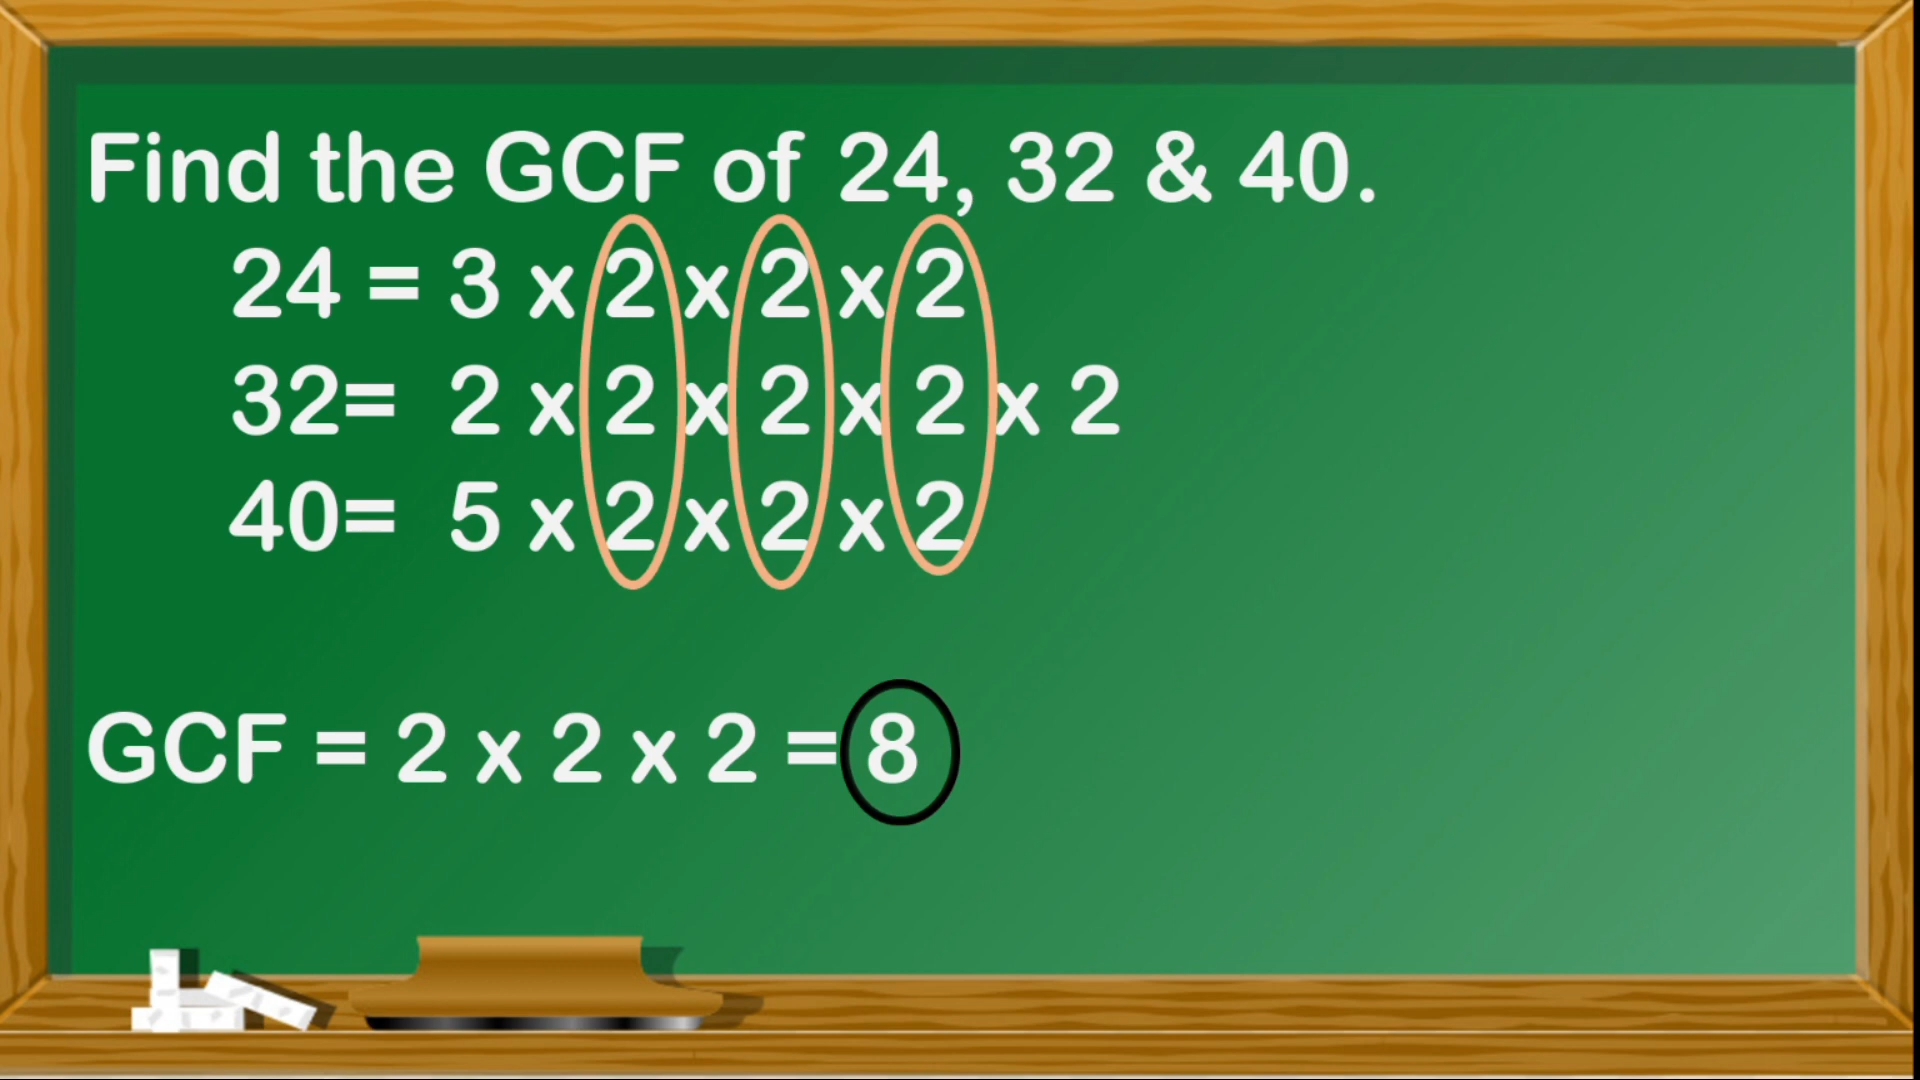 Find the GCF of 24, 32 & 40.
24 = 3 x 2 x 2 x 2
32= 2 x 2 x 2 x 2 x 2
40= 5 x 2 x 2 x 2
GCF = 2 x 2 x 2 = 8